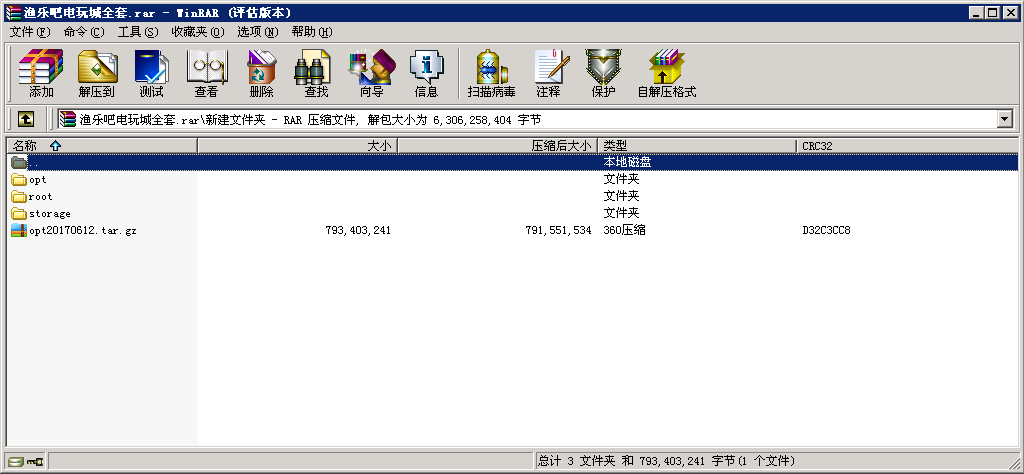 渔乐吧电玩城全套.rar - WinRAR (评估版本)
文件(F) 命令(C) 工具(S) 收藏夹(O) 选项(N) 帮助(H)
添加 解压到 测试 查看 删除 查找 向导 信息 扫描病毒 注释 保护 自解压格式
渔乐吧电玩城全套.rar\新建文件夹 - RAR 压缩文件, 解包大小为 6,306,258,404 字节
名称 大小 压缩后大小 类型 CRC32
.. 本地磁盘
opt 文件夹
root 文件夹
storage 文件夹
opt20170612.tar.gz 793,403,241 791,551,534 360压缩 D32C3CC8
总计 3 文件夹 和 793,403,241 字节(1 个文件)